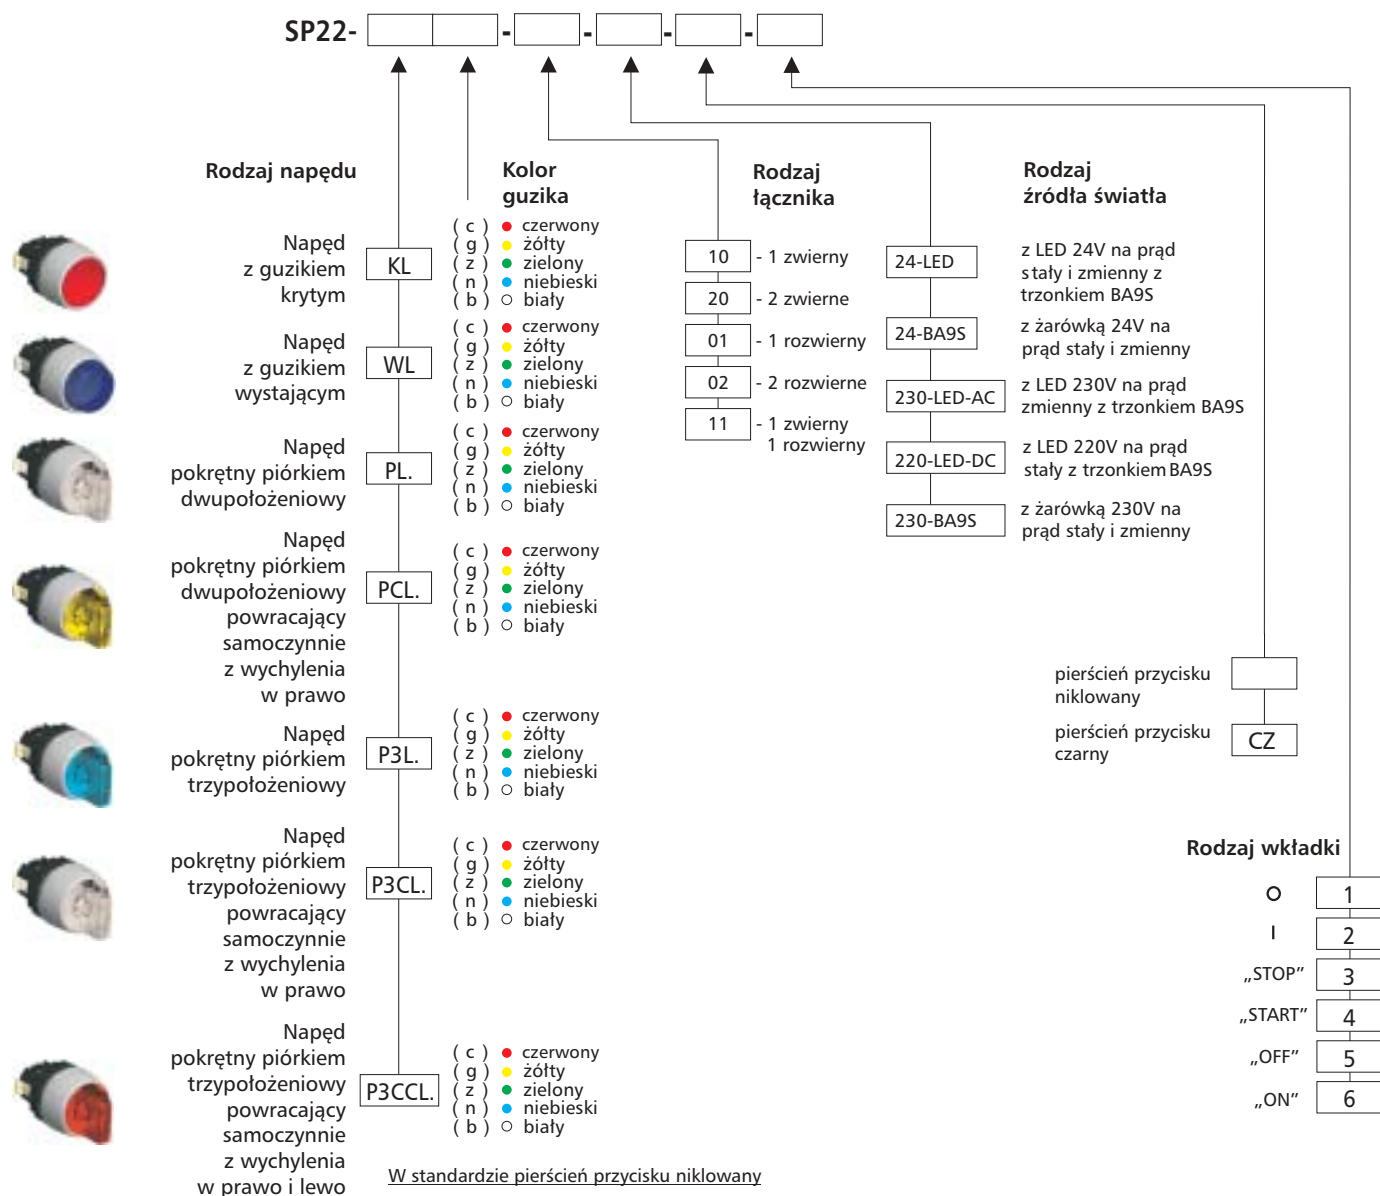 SP22- - - - -
Rodzaj napędu
Kolor
guzika
Rodzaj
łącznika
Rodzaj
źródła światła
Napęd
z guzikiem
krytym
KL
( c ) czerwony
( g ) żółty
( z ) zielony
( n ) niebieski
( b ) biały
Napęd
z guzikiem
wystającym
WL
( c ) czerwony
( g ) żółty
( z ) zielony
( n ) niebieski
( b ) biały
Napęd
pokrętny piórkiem
dwupołożeniowy
PL.
( c ) czerwony
( g ) żółty
( z ) zielony
( n ) niebieski
( b ) biały
Napęd
pokrętny piórkiem
dwupołożeniowy
powracający
samoczynnie
z wychylenia
w prawo
PCL.
( c ) czerwony
( g ) żółty
( z ) zielony
( n ) niebieski
( b ) biały
Napęd
pokrętny piórkiem
trzypołożeniowy
P3L.
( c ) czerwony
( g ) żółty
( z ) zielony
( n ) niebieski
( b ) biały
Napęd
pokrętny piórkiem
trzypołożeniowy
powracający
samoczynnie
z wychylenia
w prawo
P3CL.
( c ) czerwony
( g ) żółty
( z ) zielony
( n ) niebieski
( b ) biały
Napęd
pokrętny piórkiem
trzypołożeniowy
powracający
samoczynnie
z wychylenia
w prawo i lewo
P3CCL.
( c ) czerwony
( g ) żółty
( z ) zielony
( n ) niebieski
( b ) biały
10 - 1 zwierny
20 - 2 zwierne
01 - 1 rozwierny
02 - 2 rozwierne
11 - 1 zwierny
1 rozwierny
24-LED
z LED 24V na prąd
stały i zmienny z
trzonkiem BA9S
24-BA9S
z żarówką 24V na
prąd stały i zmienny
230-LED-AC
z LED 230V na prąd
zmienny z trzonkiem BA9S
220-LED-DC
z LED 220V na prąd
stały z trzonkiem BA9S
230-BA9S
z żarówką 230V na
prąd stały i zmienny
pierścień przycisku
niklowany
pierścień przycisku
czarny
CZ
Rodzaj wkładki
O 1
I 2
„STOP” 3
„START” 4
„OFF” 5
„ON” 6
W standardzie pierścień przycisku niklowany